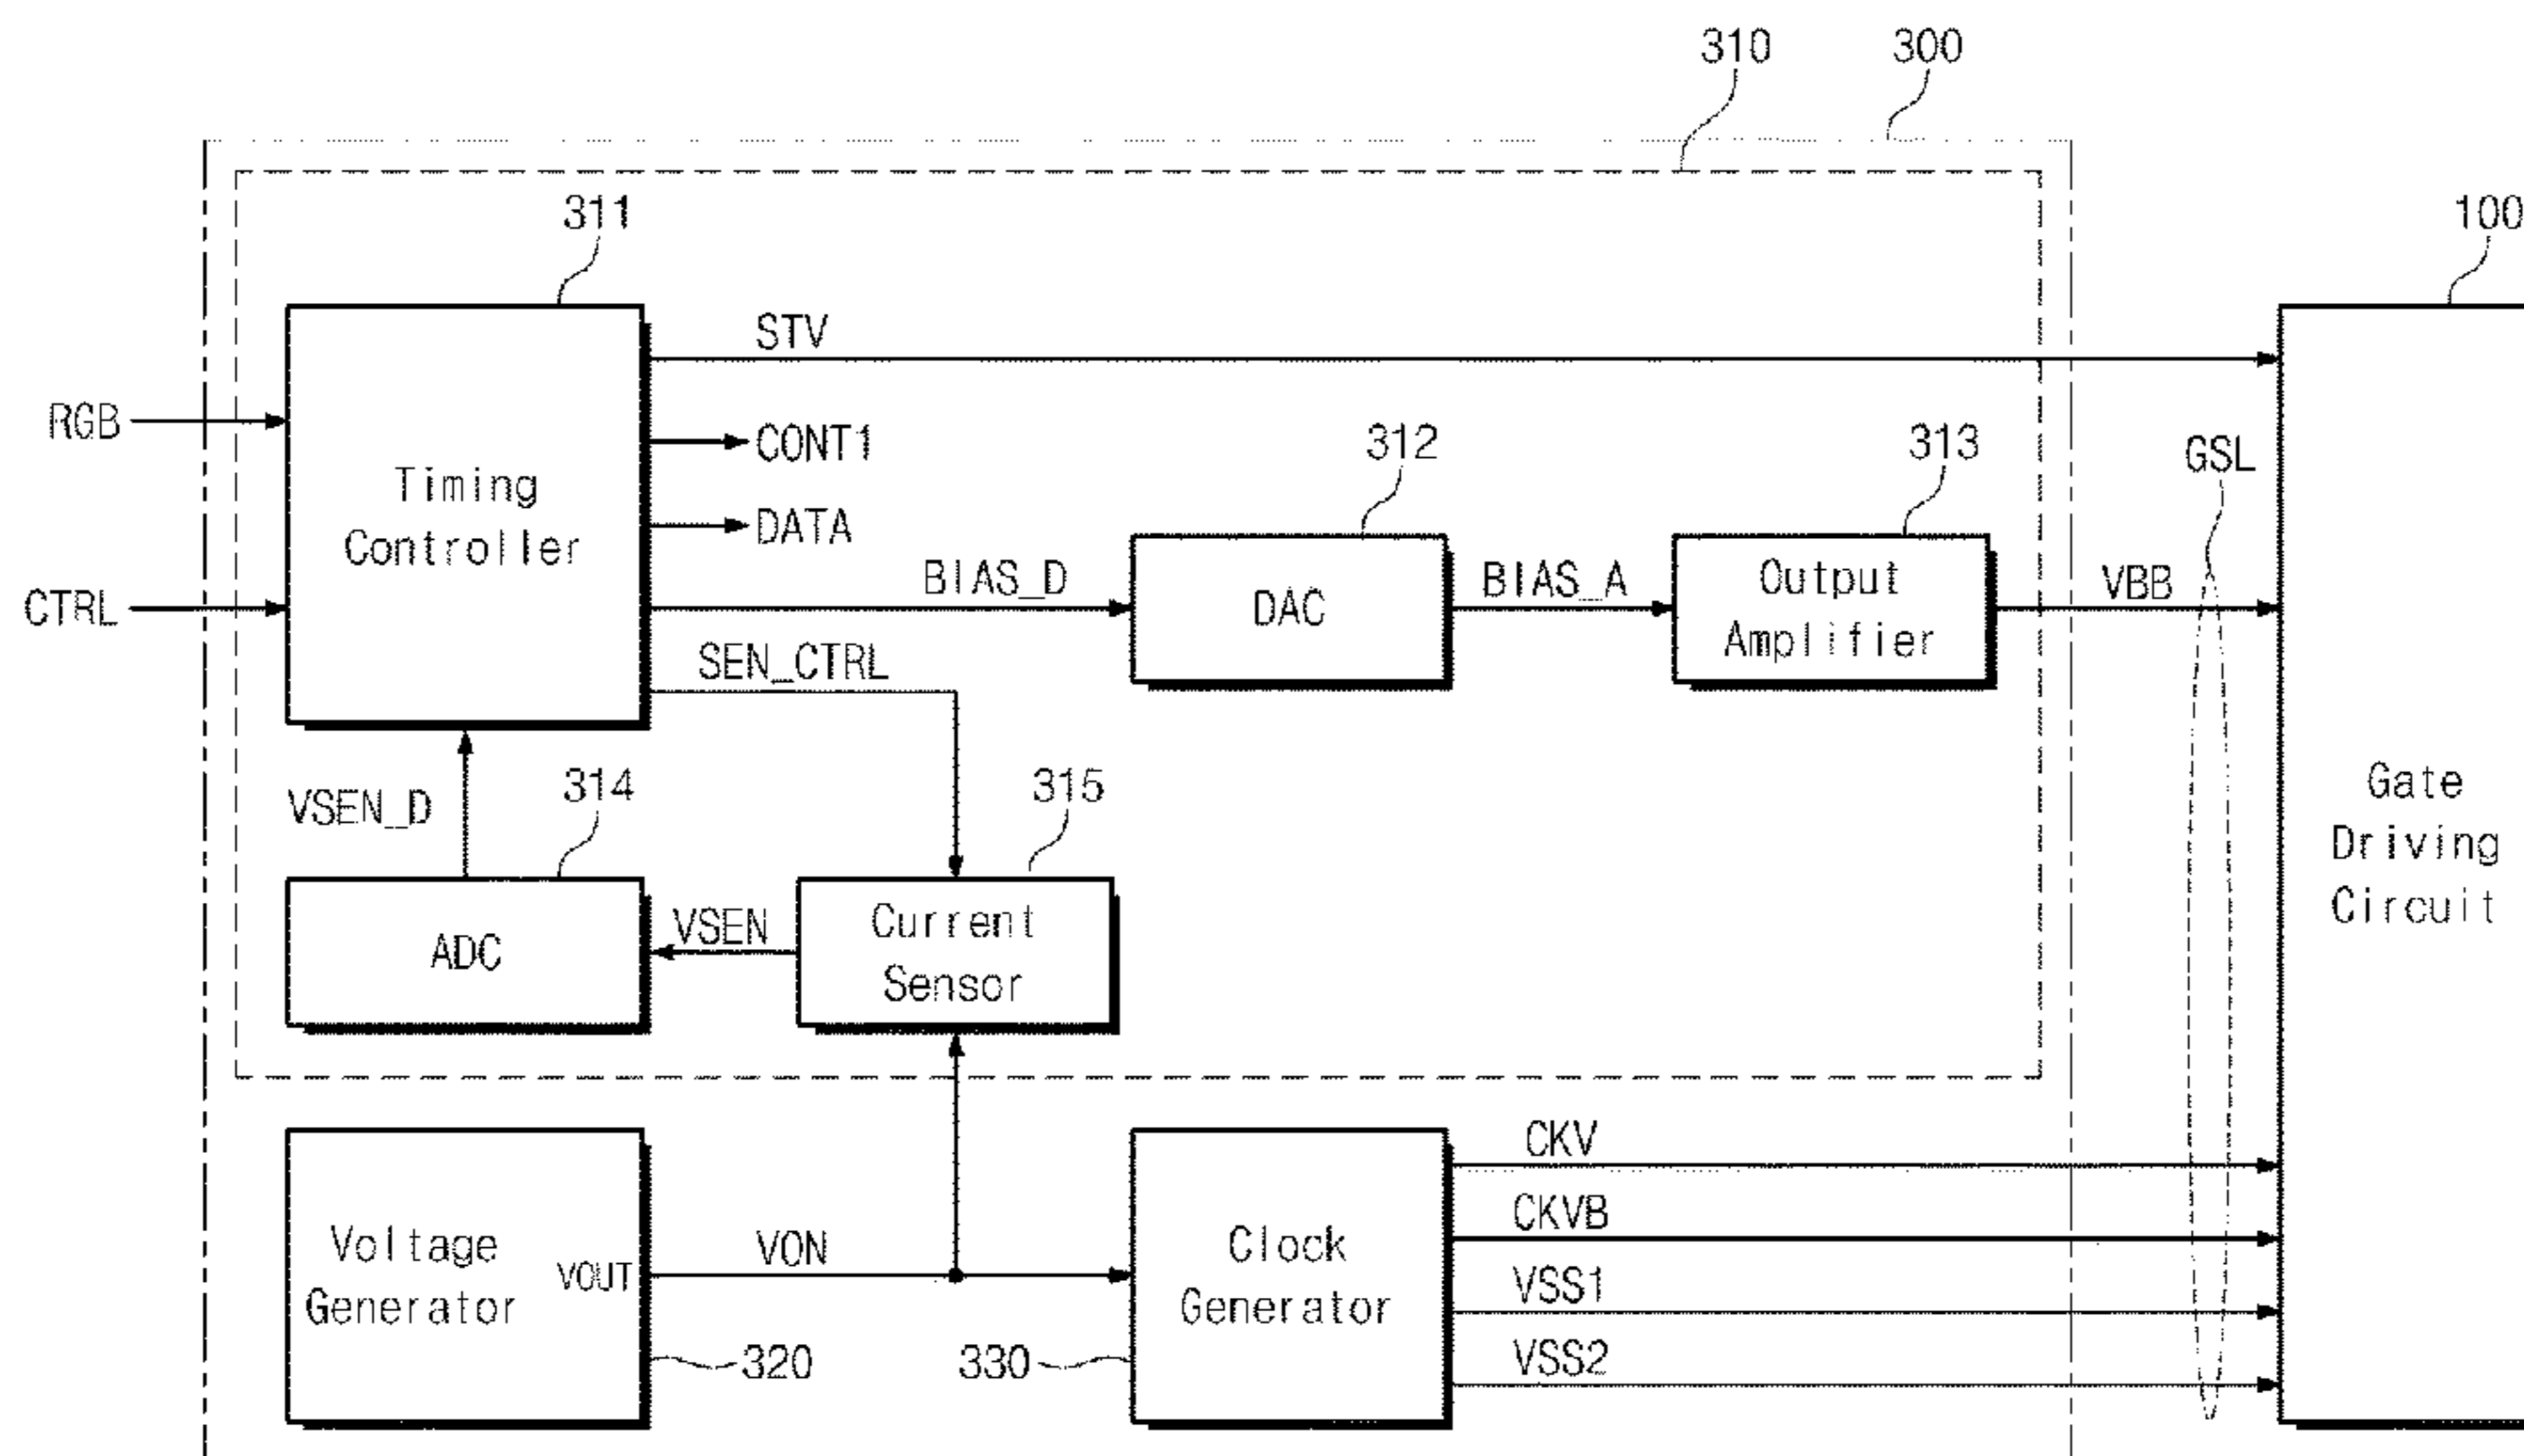 310
300
311
100
STV
RGB
CONT1
312
313
GSL
Timing
Controller
DATA
BIAS_D
DAC
BIAS_A
Output
Amplifier
VBB
CTRL
SEN_CTRL
VSEN_D
314
315
Gate
Driving
Circuit
ADC
VSEN
Current
Sensor
CKV
CKVB
Voltage
Generator
VOUT
VON
Clock
Generator
VSS1
VSS2
320
330